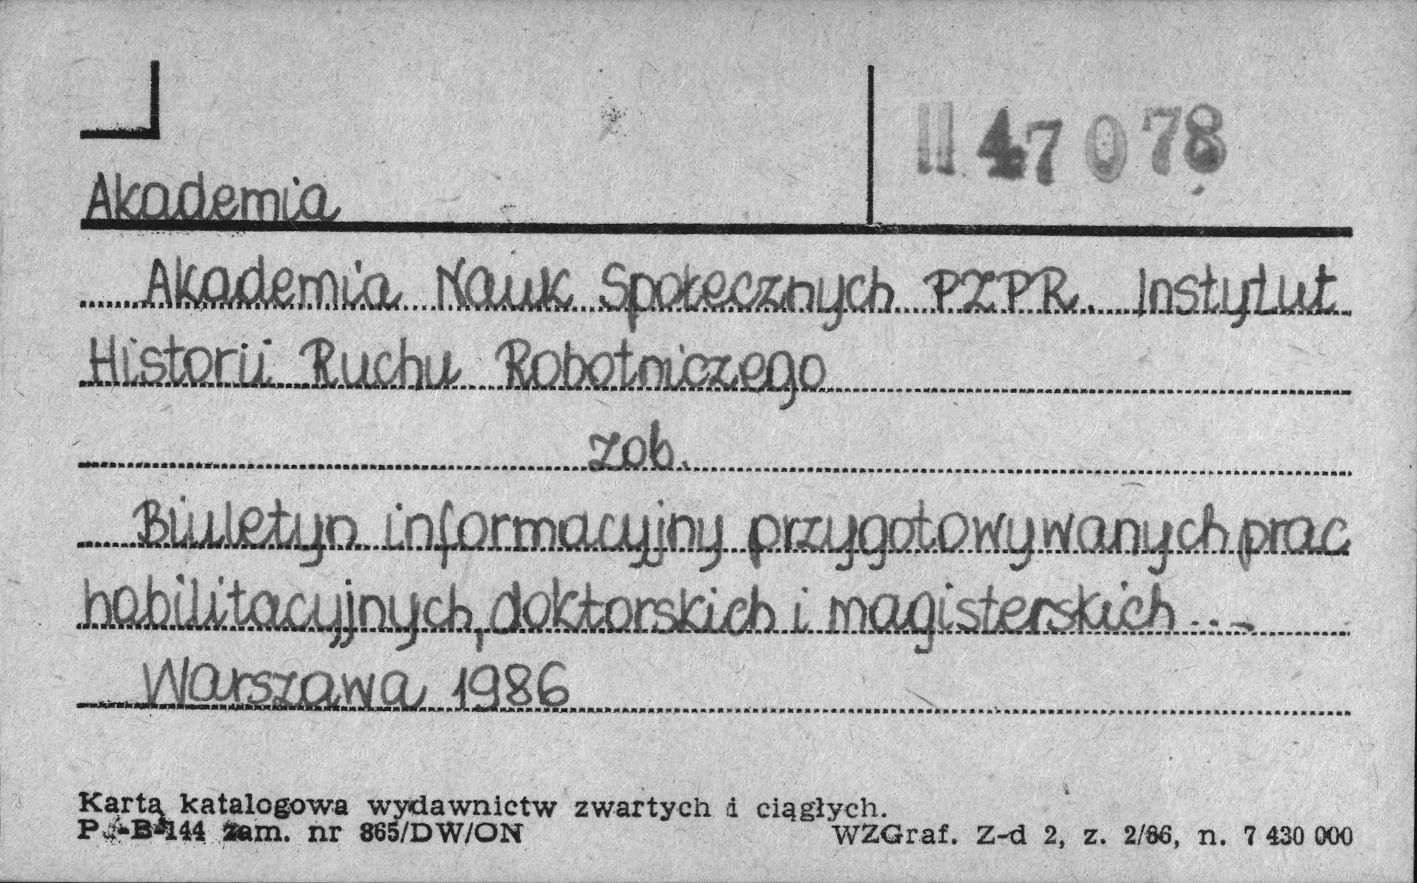 II 47078
Akademia
Akademia Nauk Społecznych PZPR. Instytut
Historii Ruchu Robotniczego
zob.
Biuletyn informacyjny przygotowywanych prac
habilitacyjnych, doktorskich i magisterskich ...
Warszawa 1986
Karta katalogowa wydawnictw zwartych i ciągłych.
Pu-B-144 zam. nr 865/DW/ON WZGraf. Z-d 2, z. 2/86, n. 7 430 000